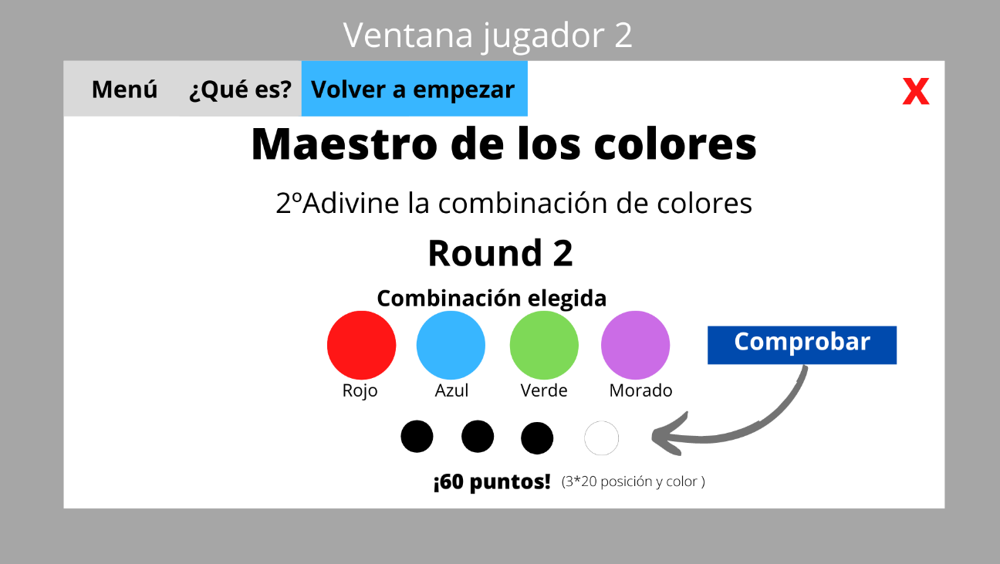 Ventana jugador 2
Menú ¿Qué es? Volver a empezar X
Maestro de los colores
2ºAdivine la combinación de colores
Round 2
Combinación elegida
Comprobar
Rojo Azul Verde Morado
¡60 puntos! (3*20 posición y color )